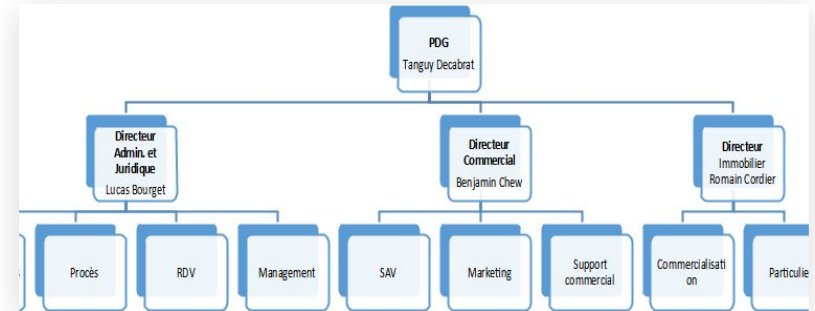 PDG
Tanguy Decabrat
Directeur
Admin. et
Juridique
Lucas Bourget
Directeur
Commercial
Benjamin Chew
Directeur
Immobilier
Romain Cordier
s
Procès
RDV
Management
SAV
Marketing
Support
commercial
Commercialisati
on
Particulie